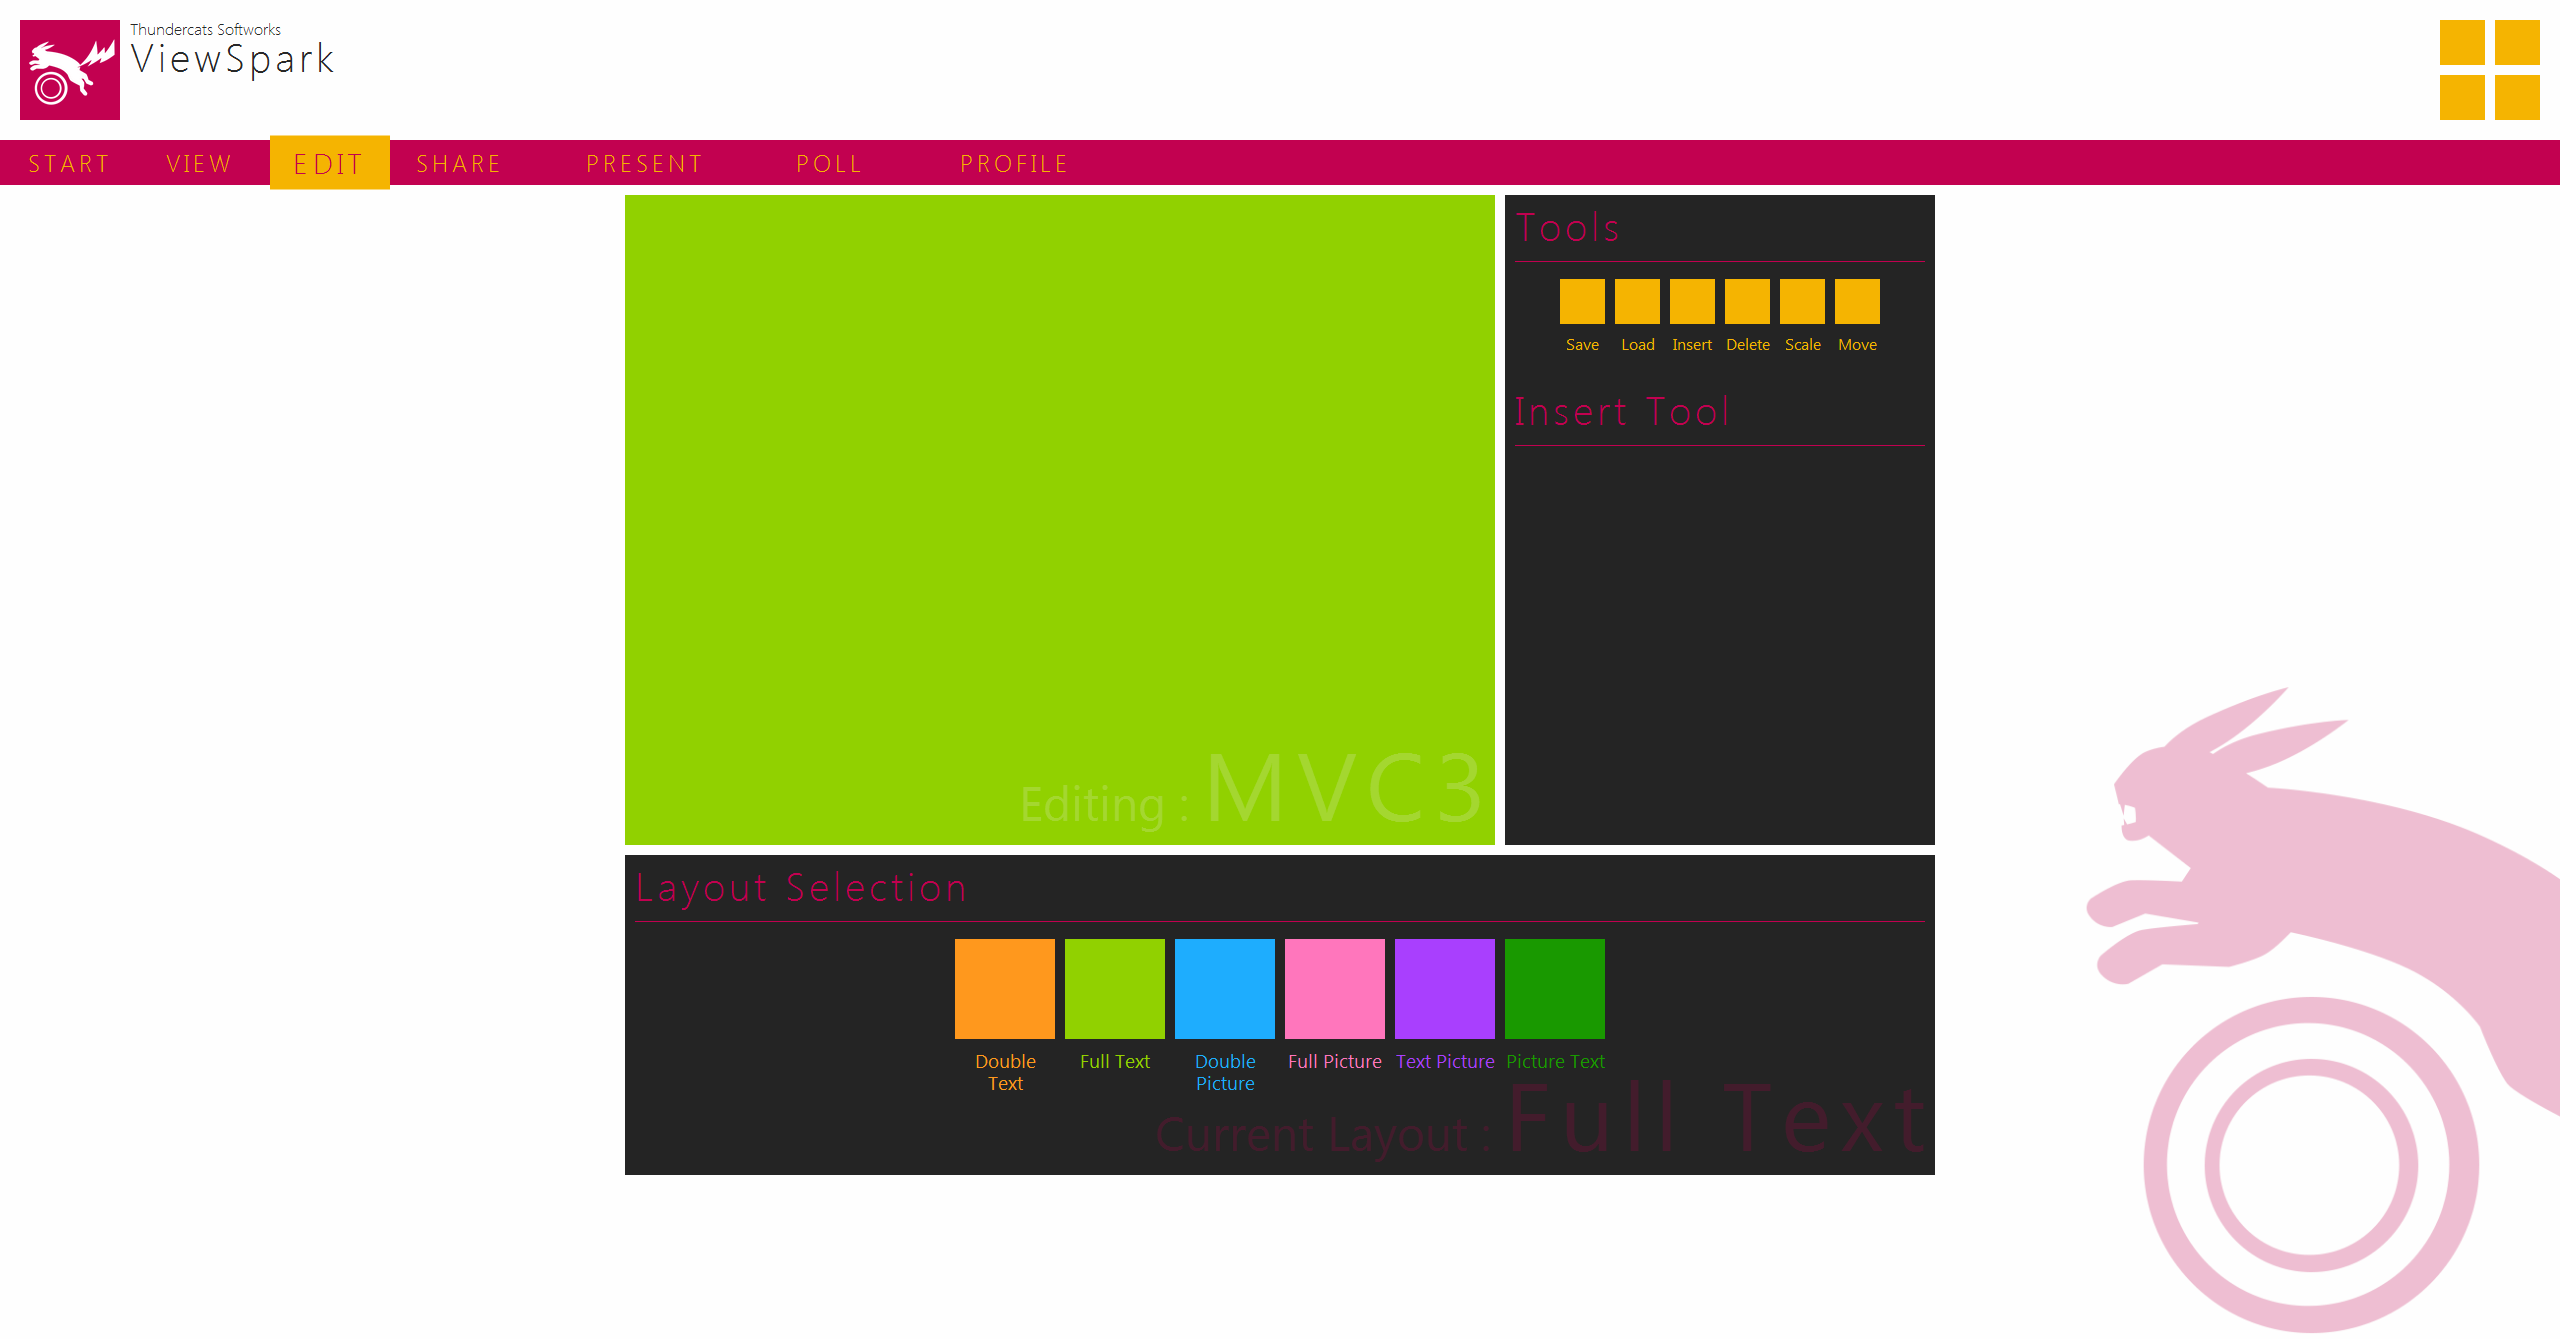 Thundercats Softworks
ViewSpark
START VIEW EDIT SHARE PRESENT POLL PROFILE
Editing : MVC3
Tools
Save Load Insert Delete Scale Move
Insert Tool
Layout Selection
Double Text
Full Text
Double Picture
Full Picture
Text Picture
Picture Text
Current Layout : Full Text